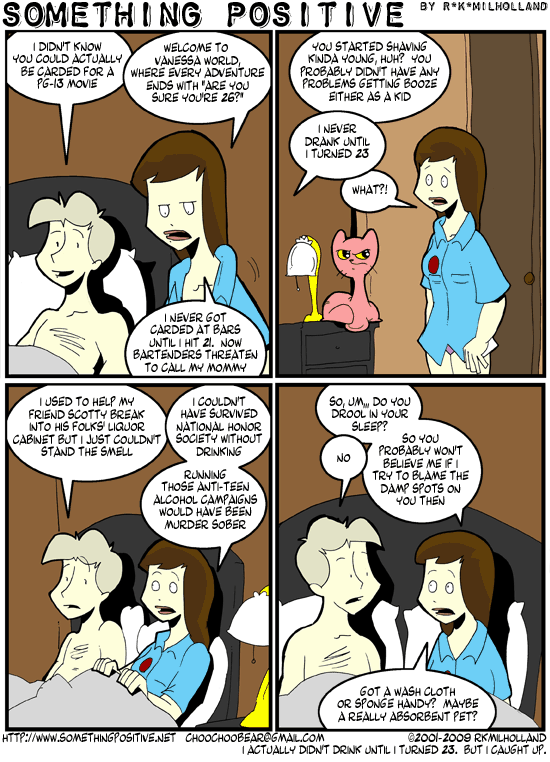 SOMETHING POSITIVE BY R*K*MILHOLLAND
I DIDN'T KNOW
YOU COULD ACTUALLY
BE CARDED FOR A
PG-13 MOVIE
WELCOME TO
VANESSA WORLD,
WHERE EVERY ADVENTURE
ENDS WITH "ARE YOU
SURE YOU'RE 26?"
I NEVER GOT
CARDED AT BARS
UNTIL I HIT 21. NOW
BARTENDERS THREATEN
TO CALL MY MOMMY
YOU STARTED SHAVING
KINDA YOUNG, HUH? YOU
PROBABLY DIDN'T HAVE ANY
PROBLEMS GETTING BOOZE
EITHER AS A KID
I NEVER
DRANK UNTIL
I TURNED 23
WHAT?!
I USED TO HELP MY
FRIEND SCOTTY BREAK
INTO HIS FOLKS' LIQUOR
CABINET BUT I JUST COULDN'T
STAND THE SMELL
I COULDN'T
HAVE SURVIVED
NATIONAL HONOR
SOCIETY WITHOUT
DRINKING
RUNNING
THOSE ANTI-TEEN
ALCOHOL CAMPAIGNS
WOULD HAVE BEEN
MURDER SOBER
SO, UM,,, DO YOU
DROOL IN YOUR
SLEEP?
NO
SO YOU
PROBABLY WON'T
BELIEVE ME IF I
TRY TO BLAME THE
DAMP SPOTS ON
YOU THEN
GOT A WASH CLOTH
OR SPONGE HANDY? MAYBE
A REALLY ABSORBENT PET?
HTTP://WWW.SOMETHINGPOSITIVE.NET CHOOCHOOBEAR@GMAIL.COM ©2001-2009 RKMILHOLLAND
I ACTUALLY DIDN'T DRINK UNTIL I TURNED 23. BUT I CAUGHT UP.